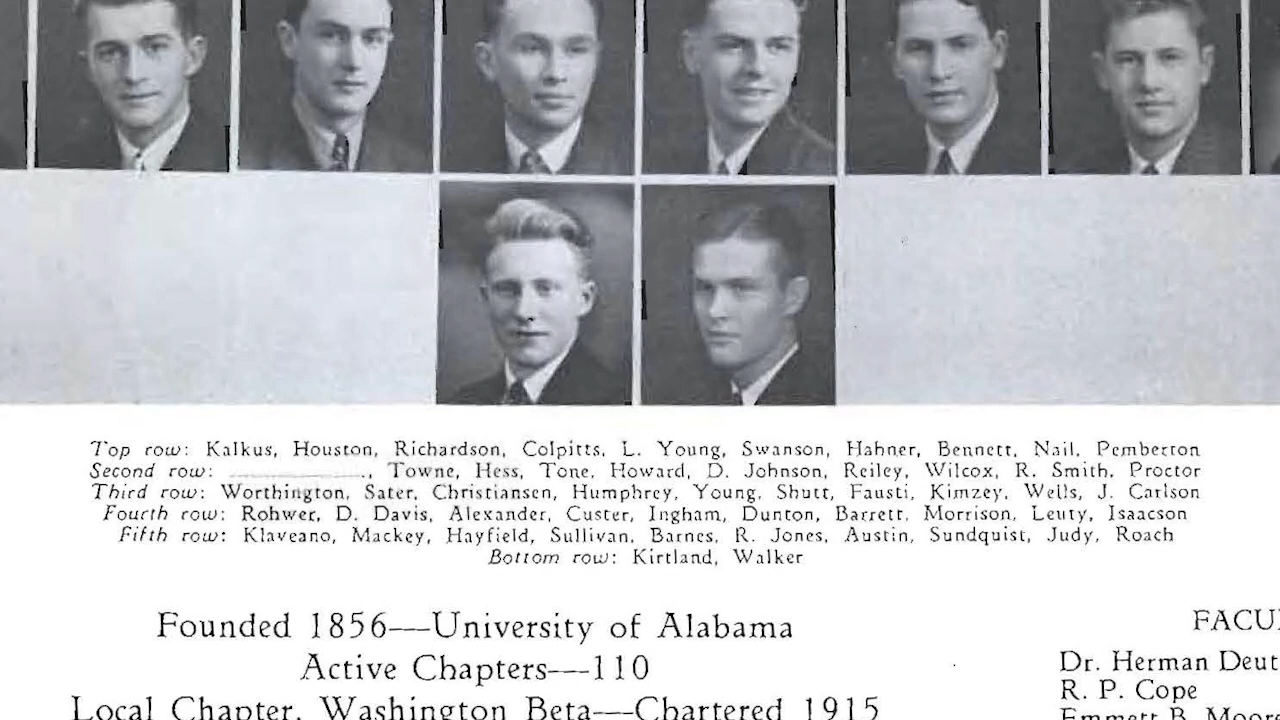 Top row: Kalkus, Houston, Richardson, Colpitts, L. Young, Swanson, Hahner, Bennett, Nail, Pemberton
Second row: , Towne, Hess, Tone, Howard, D. Johnson, Reiley, Wilcox, R. Smith, Proctor
Third row: Worthington, Sater, Christiansen, Humphrey, Young, Shutt, Fausti, Kimzey, Wells, J. Carlson
Fourth row: Rohwer, D. Davis, Alexander, Custer, Ingham, Dunton, Barrett, Morrison, Leuty, Isaacson
Fifth row: Klaveano, Mackey, Hayfield, Sullivan, Barnes, R. Jones, Austin, Sundquist, Judy, Roach
Bottom row: Kirtland, Walker
Founded 1856—University of Alabama
Active Chapters—110
Local Chapter, Washington Beta—Chartered 1915
FACU
Dr. Herman Deut
R. P. Cope
Emmett B. Moor